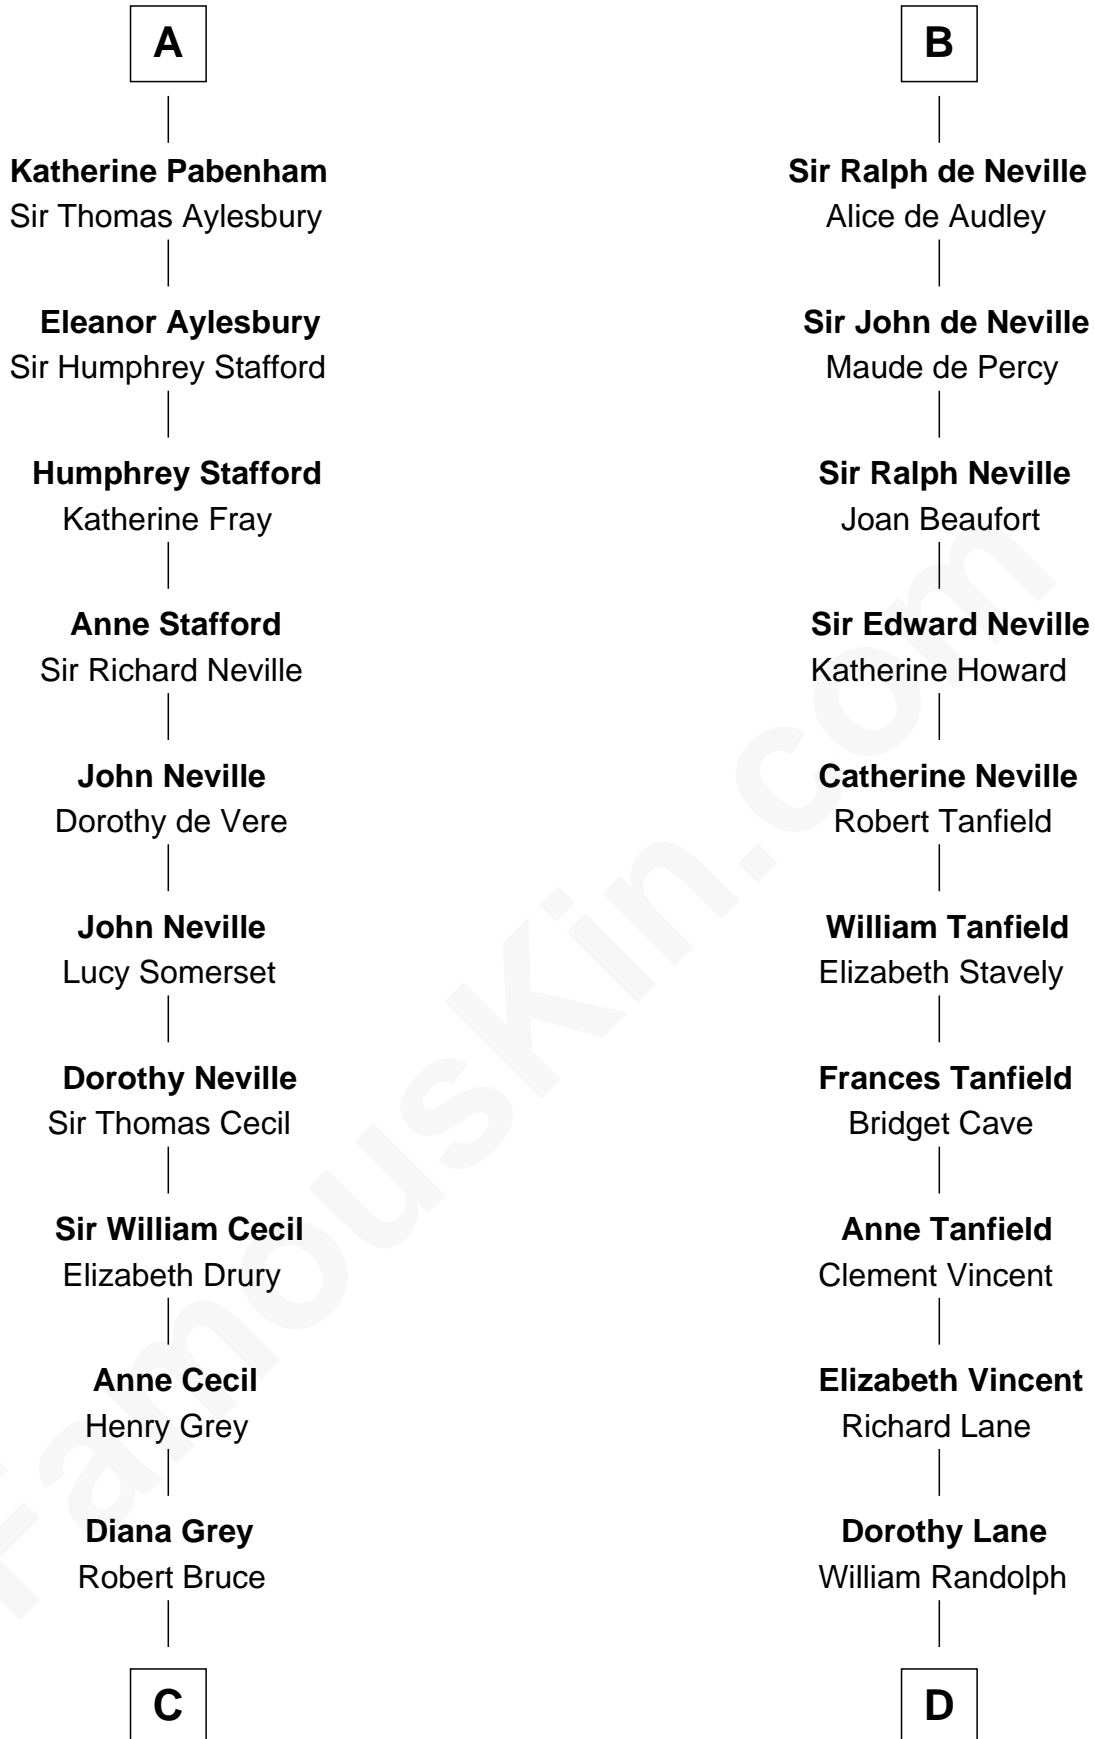 A
Katherine Pabenham
Sir Thomas Aylesbury
Eleanor Aylesbury
Sir Humphrey Stafford
Humphrey Stafford
Katherine Fray
Anne Stafford
Sir Richard Neville
John Neville
Dorothy de Vere
John Neville
Lucy Somerset
Dorothy Neville
Sir Thomas Cecil
Sir William Cecil
Elizabeth Drury
Anne Cecil
Henry Grey
Diana Grey
Robert Bruce
C
B
Sir Ralph de Neville
Alice de Audley
Sir John de Neville
Maude de Percy
Sir Ralph Neville
Joan Beaufort
Sir Edward Neville
Katherine Howard
Catherine Neville
Robert Tanfield
William Tanfield
Elizabeth Stavely
Frances Tanfield
Bridget Cave
Anne Tanfield
Clement Vincent
Elizabeth Vincent
Richard Lane
Dorothy Lane
William Randolph
D
FamousKin.com